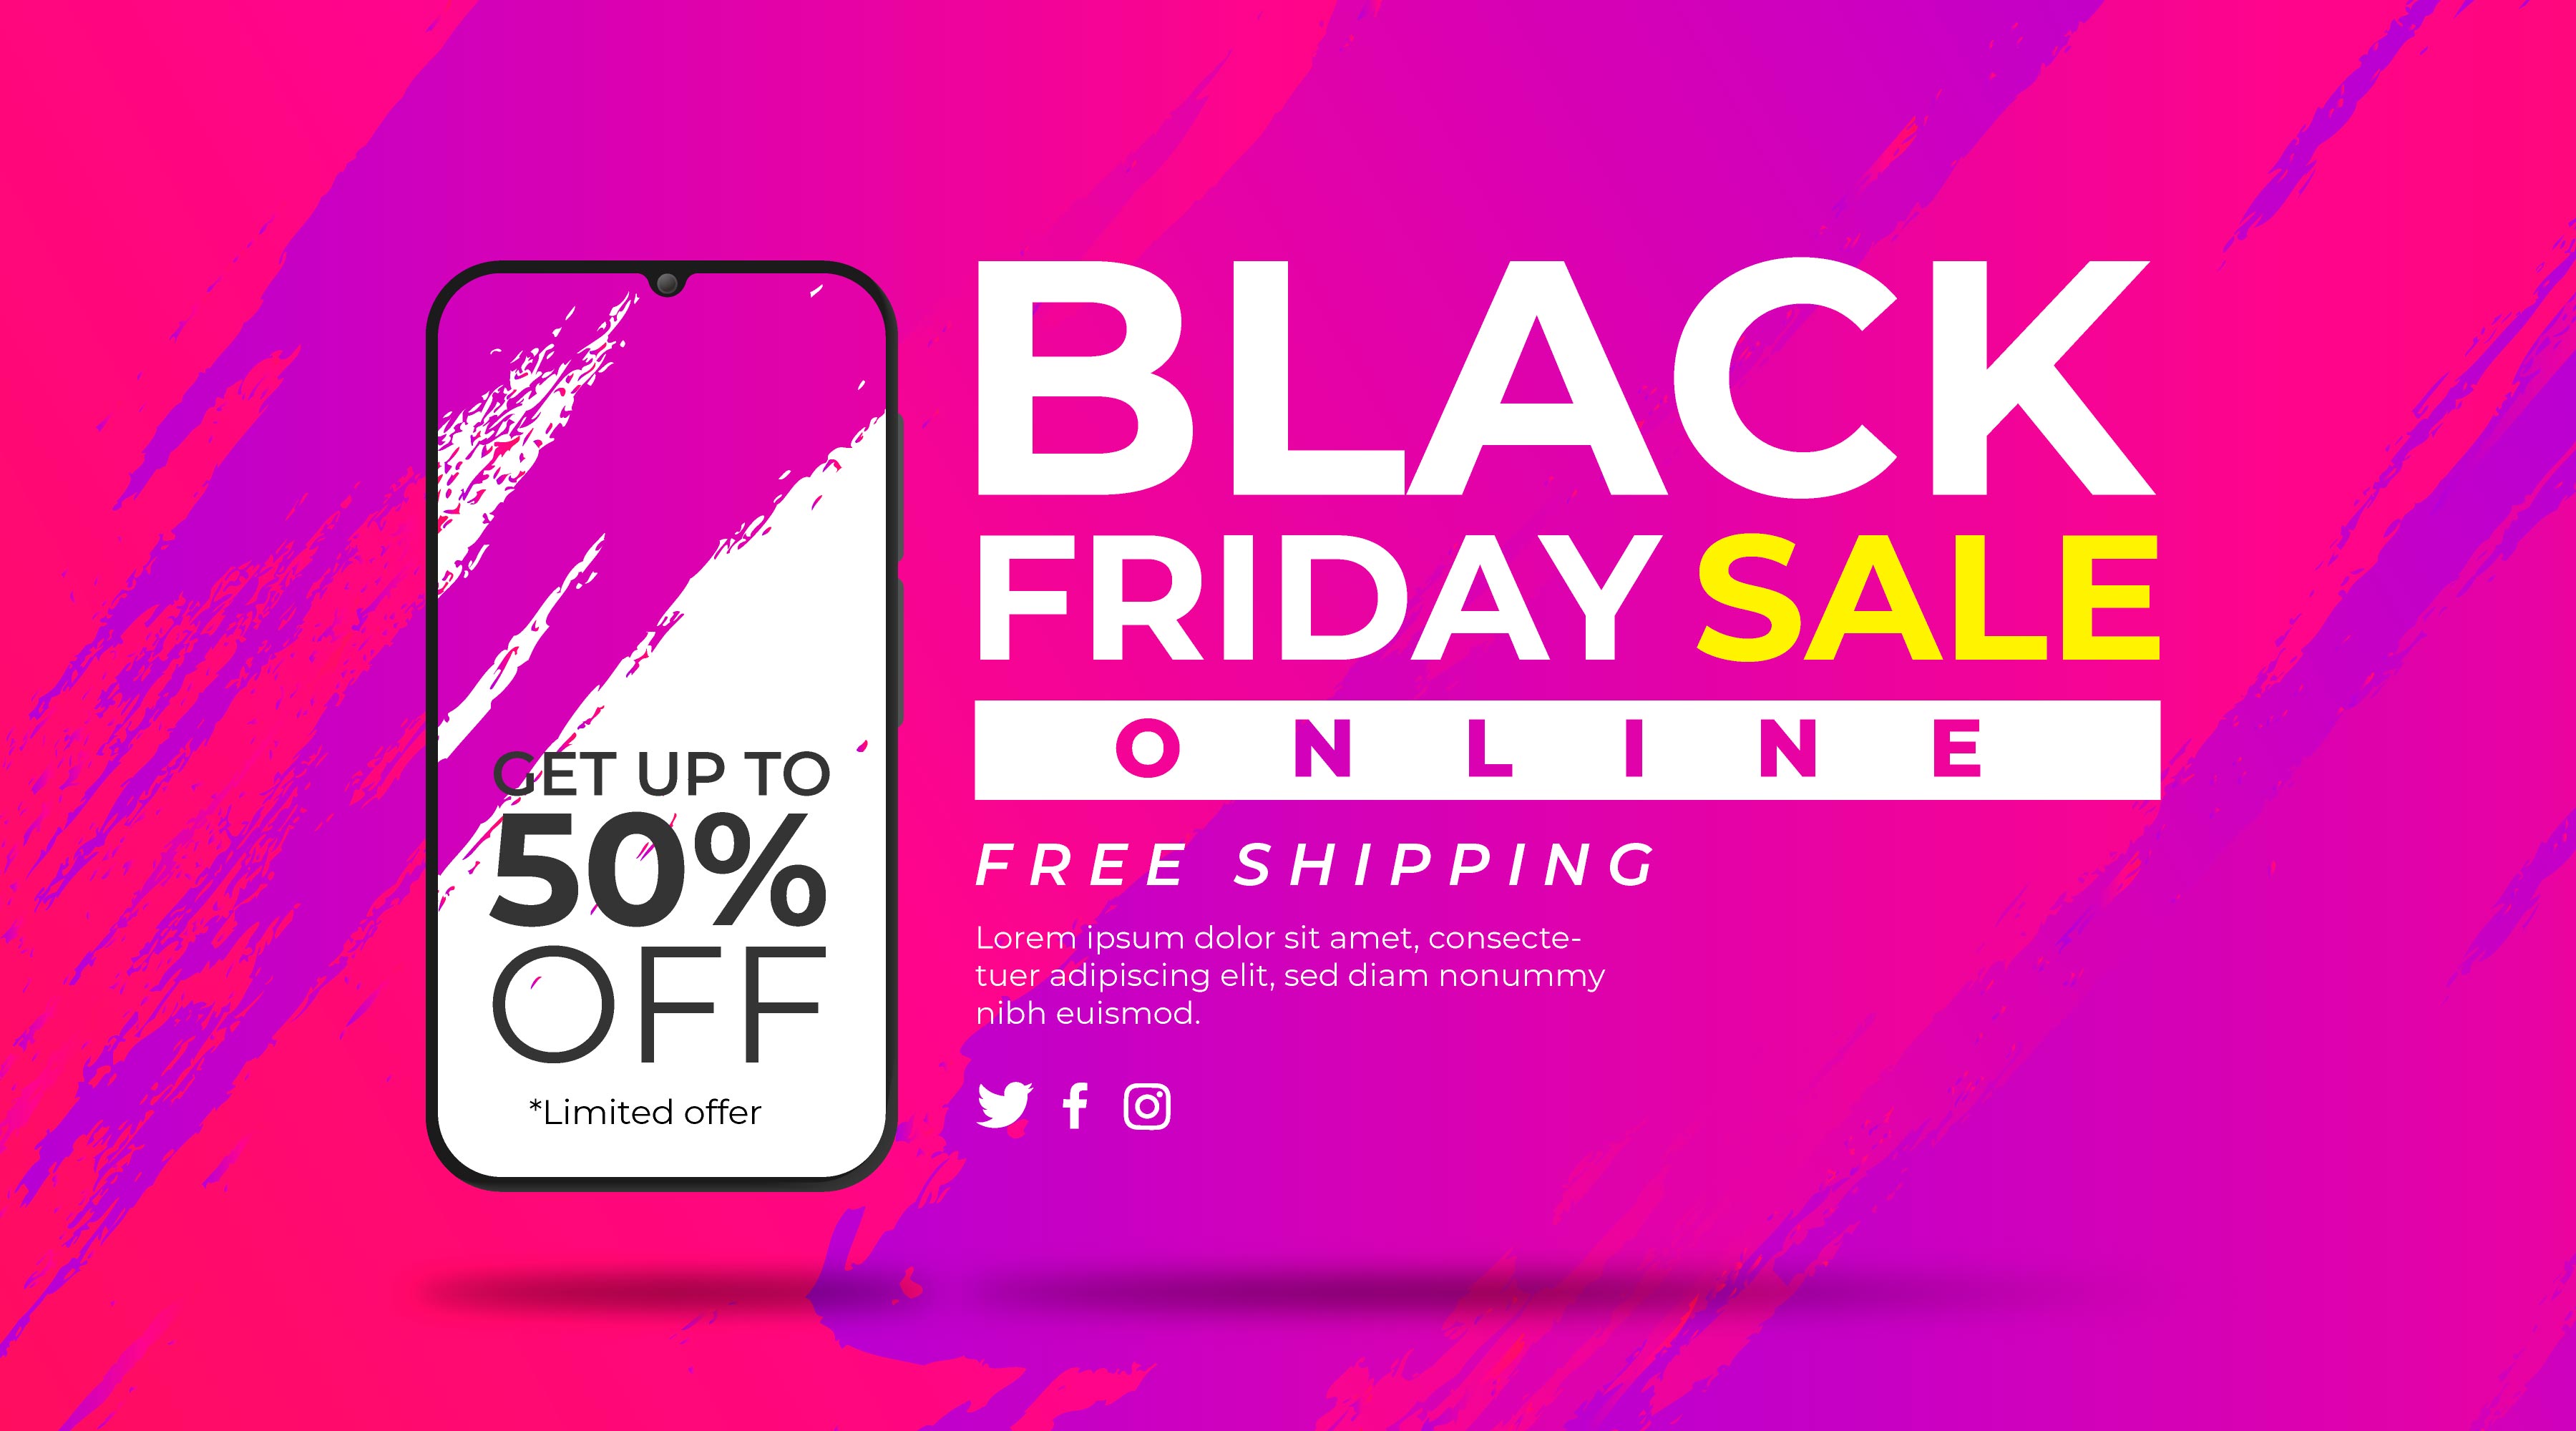 GET UP TO
50%
OFF
*Limited offer
BLACK
FRIDAY SALE
ONLINE
FREE SHIPPING
Lorem ipsum dolor sit amet, consecte-
tuer adipiscing elit, sed diam nonummy
nibh euismod.